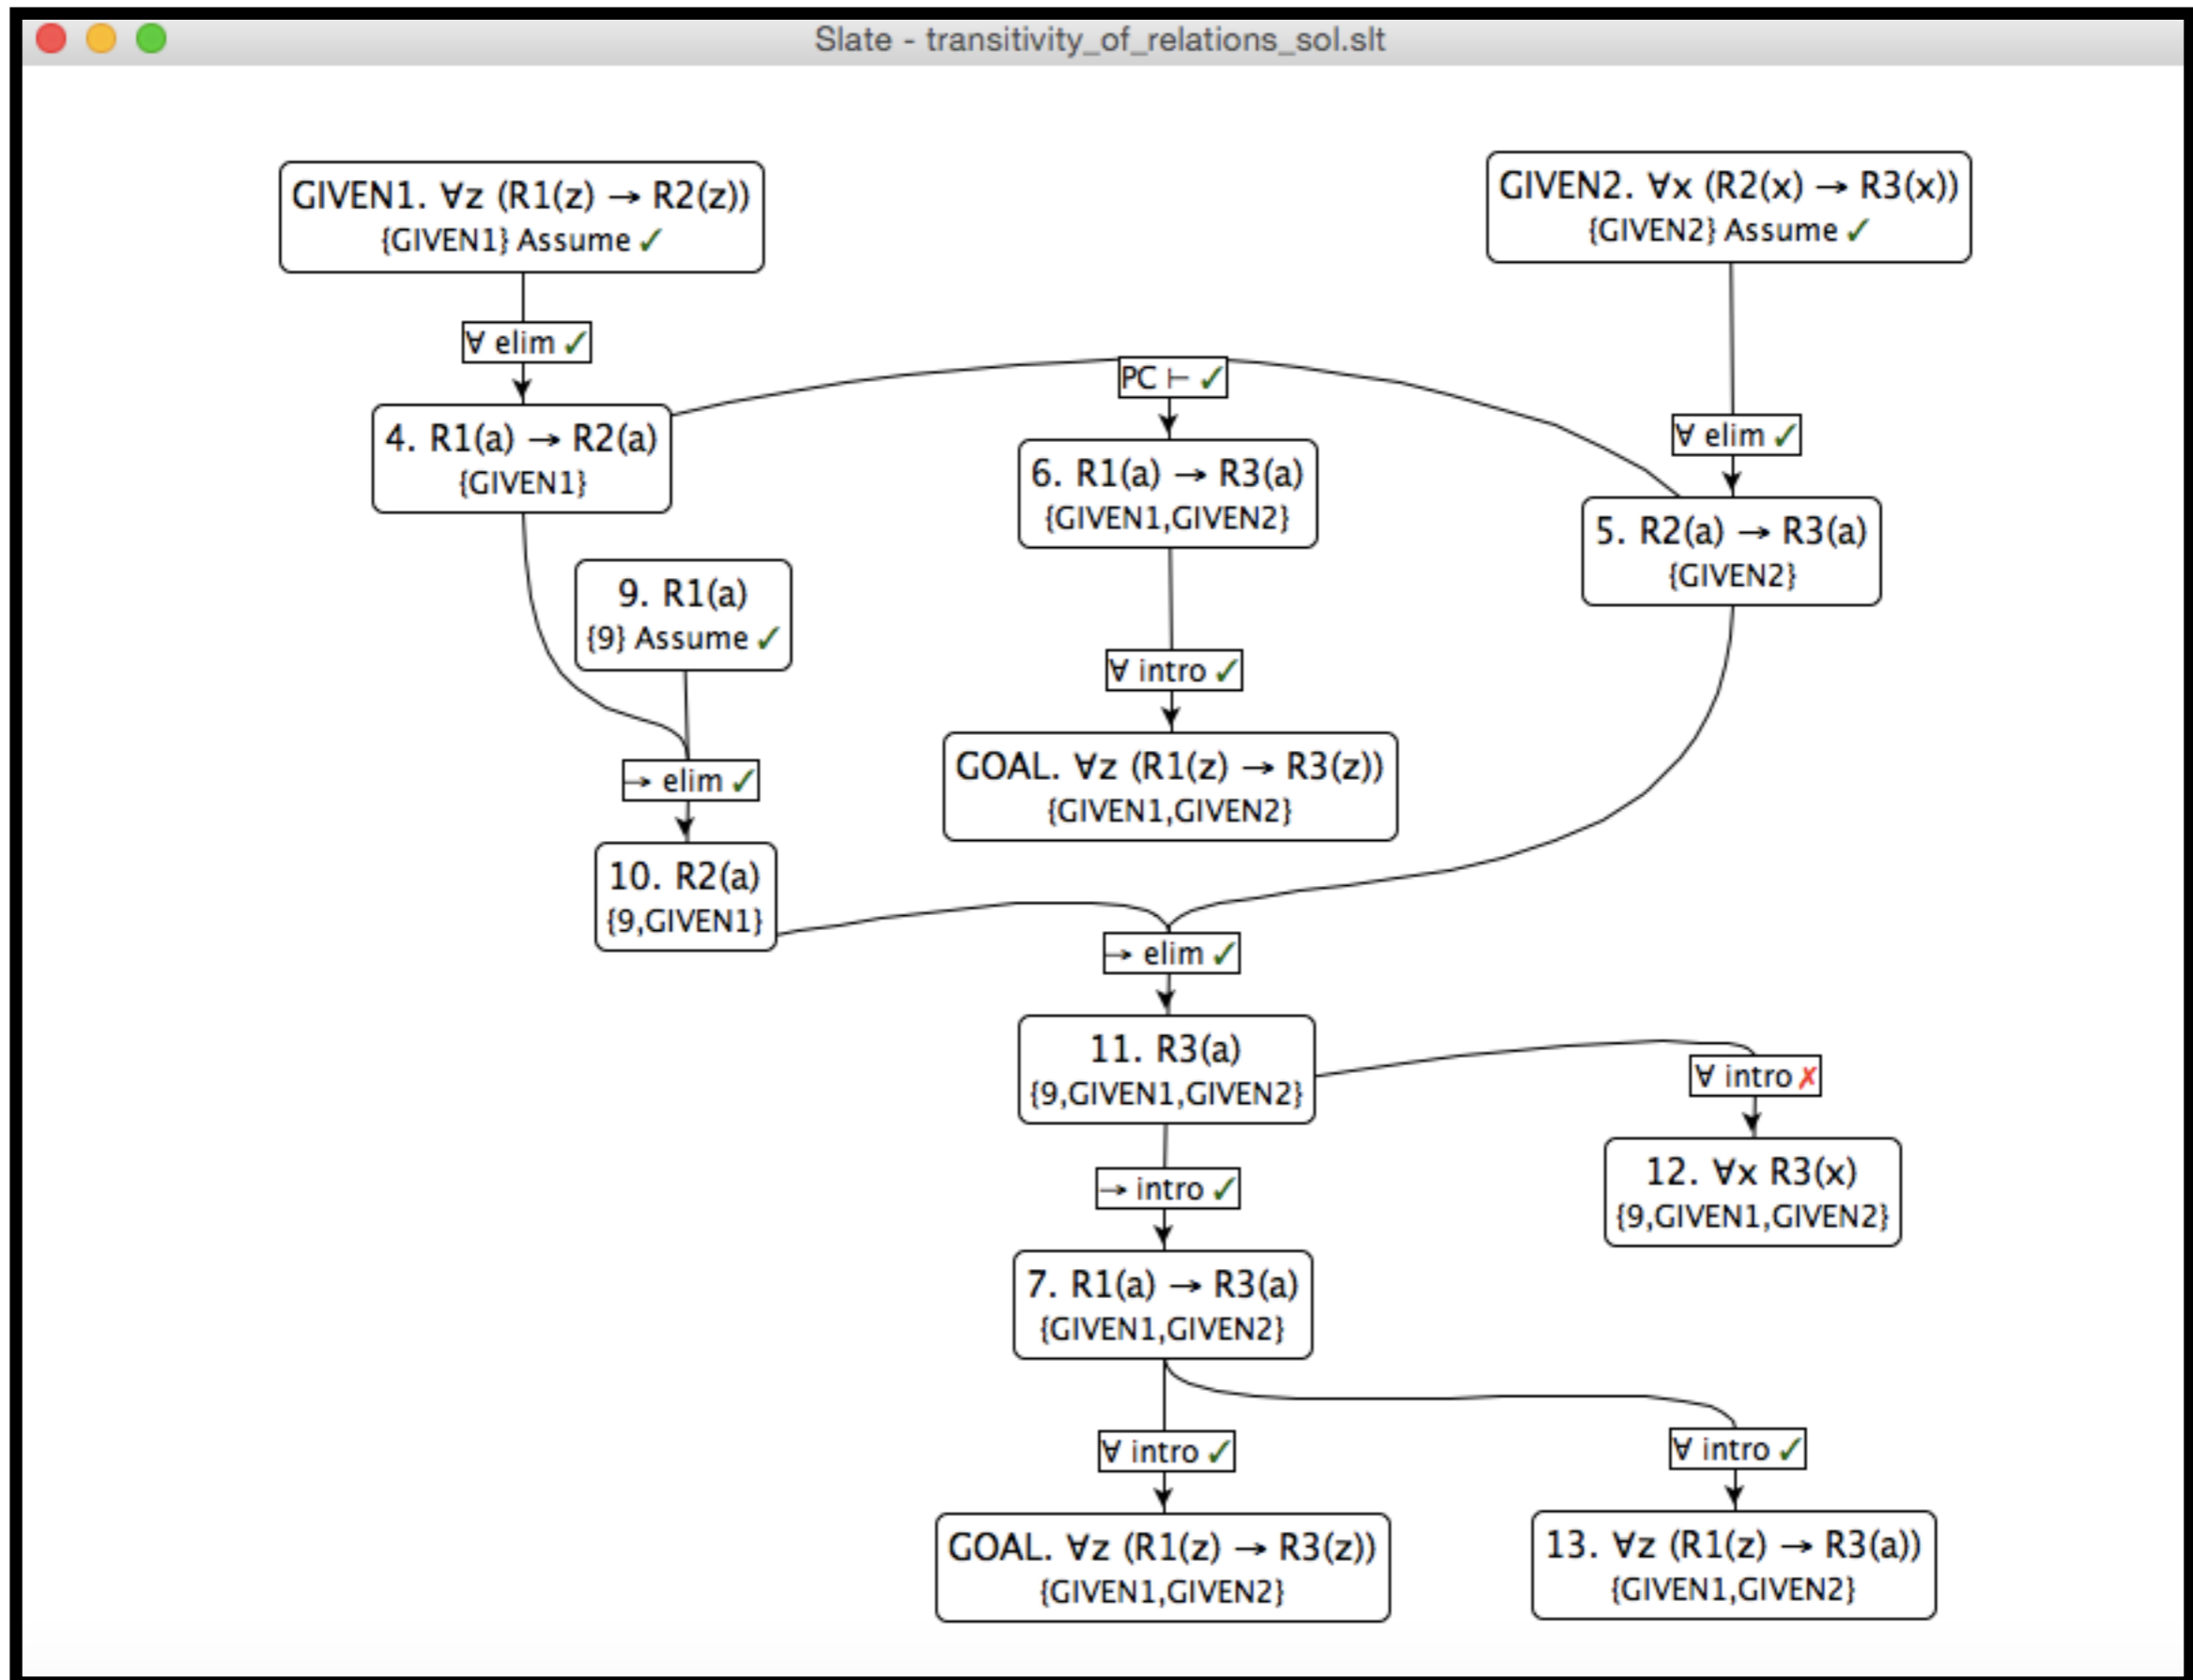 Slate - transitivity_of_relations_sol.slt
GIVEN1. ∀z (R1(z) → R2(z))
{GIVEN1} Assume ✓
GIVEN2. ∀x (R2(x) → R3(x))
{GIVEN2} Assume ✓
∀ elim ✓
PC ⊢ ✓
∀ elim ✓
4. R1(a) → R2(a)
{GIVEN1}
6. R1(a) → R3(a)
{GIVEN1,GIVEN2}
5. R2(a) → R3(a)
{GIVEN2}
9. R1(a)
{9} Assume ✓
∀ intro ✓
→ elim ✓
GOAL. ∀z (R1(z) → R3(z))
{GIVEN1,GIVEN2}
10. R2(a)
{9,GIVEN1}
→ elim ✓
11. R3(a)
{9,GIVEN1,GIVEN2}
∀ intro ✗
12. ∀x R3(x)
{9,GIVEN1,GIVEN2}
→ intro ✓
7. R1(a) → R3(a)
{GIVEN1,GIVEN2}
∀ intro ✓
∀ intro ✓
GOAL. ∀z (R1(z) → R3(z))
{GIVEN1,GIVEN2}
13. ∀z (R1(z) → R3(a))
{GIVEN1,GIVEN2}